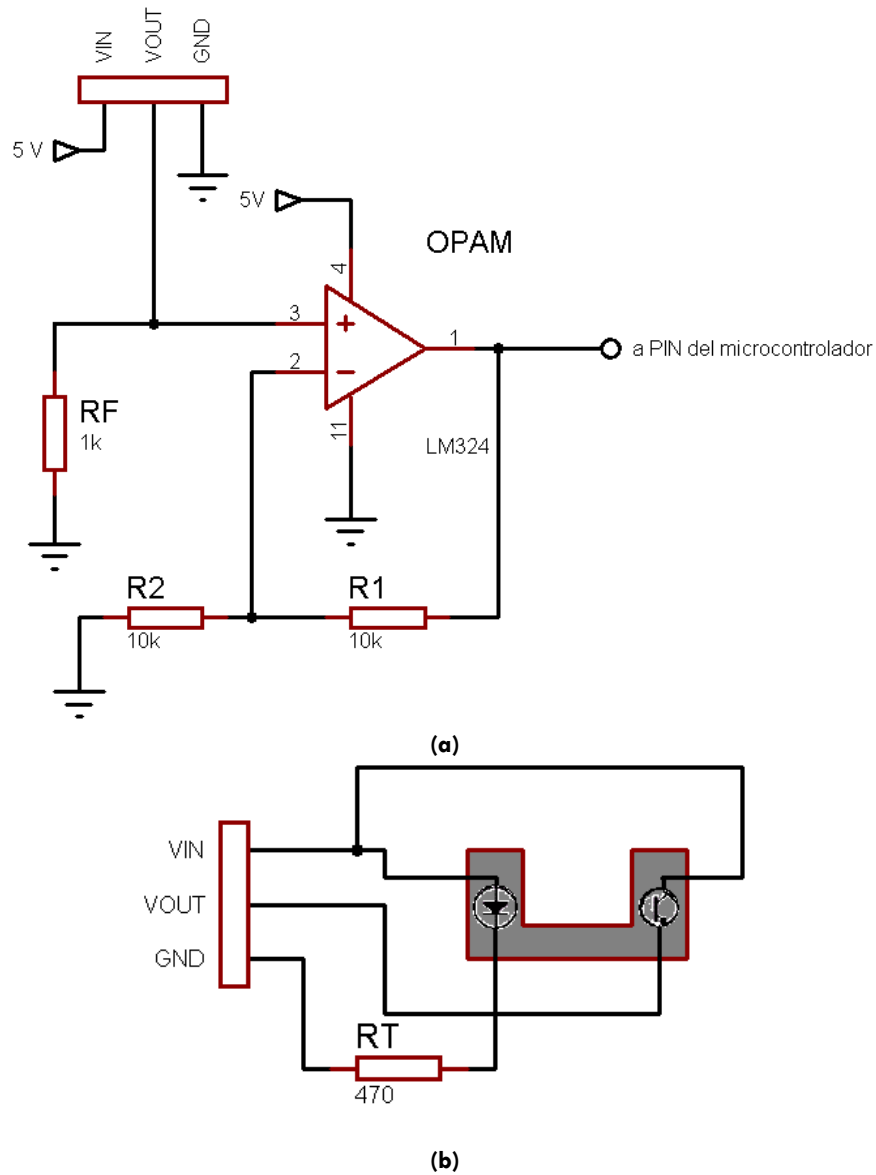 VIN
VOUT
GND
5 V
5V
OPAM
4
3
+
2
−
1
a PIN del microcontrolador
11
LM324
RF
1k
R2
10k
R1
10k
(a)
VIN
VOUT
GND
RT
470
(b)